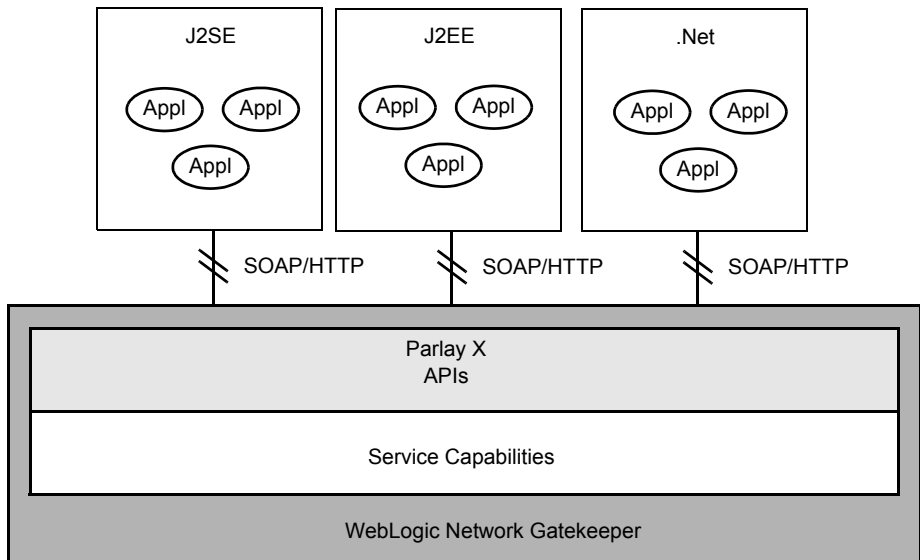 J2SE
J2EE
.Net
Appl
Appl
Appl
Appl
Appl
Appl
Appl
Appl
Appl
SOAP/HTTP
SOAP/HTTP
SOAP/HTTP
Parlay X
APIs
Service Capabilities
WebLogic Network Gatekeeper